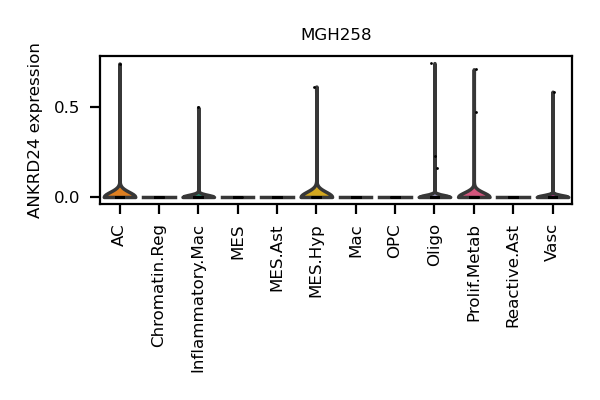 MGH258
ANKRD24 expression
0.5
0.0
AC
Chromatin.Reg
Inflammatory.Mac
MES
MES.Ast
MES.Hyp
Mac
OPC
Oligo
Prolif.Metab
Reactive.Ast
Vasc